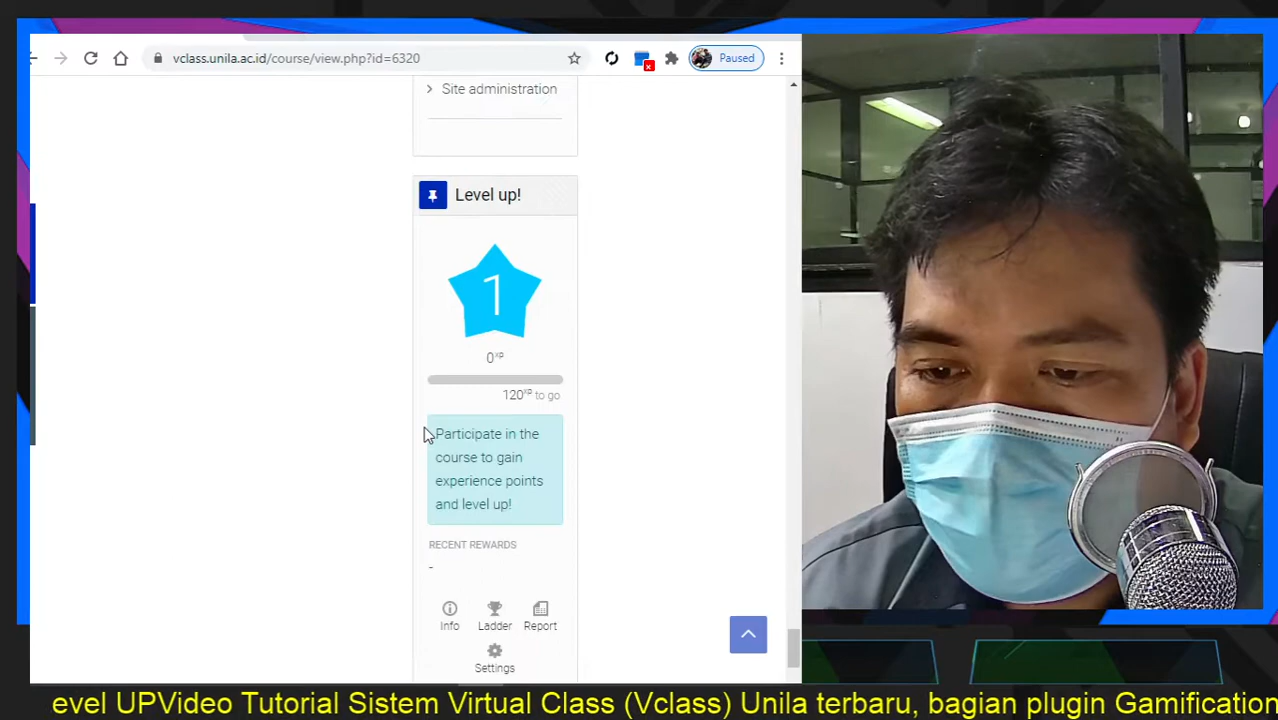 vclass.unila.ac.id/course/view.php?id=6320
Paused
Site administration
Level up!
1
0xp
120xp to go
Participate in the
course to gain
experience points
and level up!
RECENT REWARDS
-
Info
Ladder
Report
Settings
evel UPVideo Tutorial Sistem Virtual Class (Vclass) Unila terbaru, bagian plugin Gamification